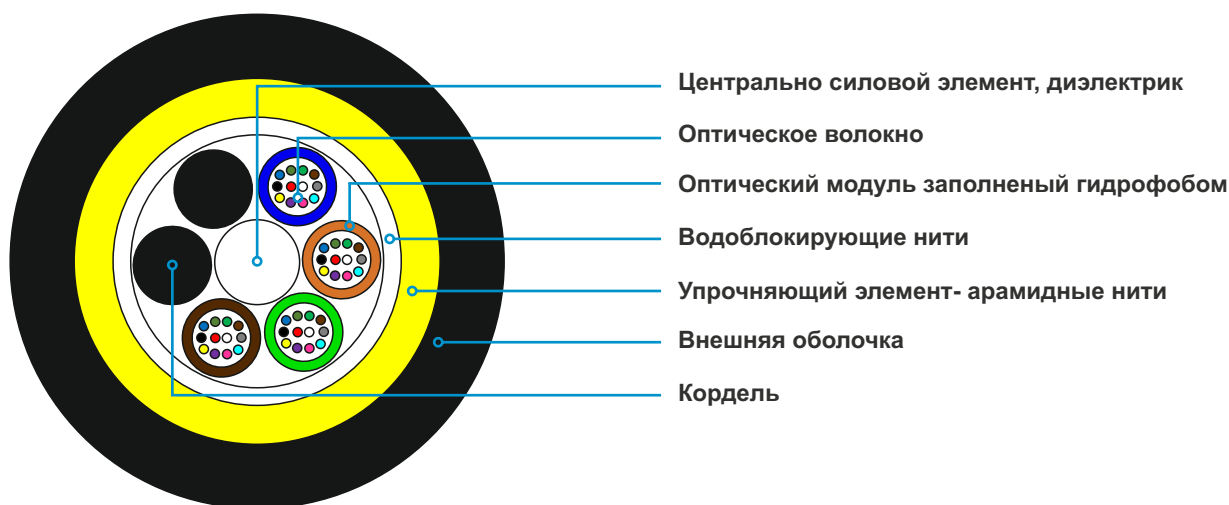 Центрально силовой элемент, диэлектрик
Оптическое волокно
Оптический модуль заполненый гидрофобом
Водоблокирующие нити
Упрочняющий элемент- арамидные нити
Внешняя оболочка
Кордель